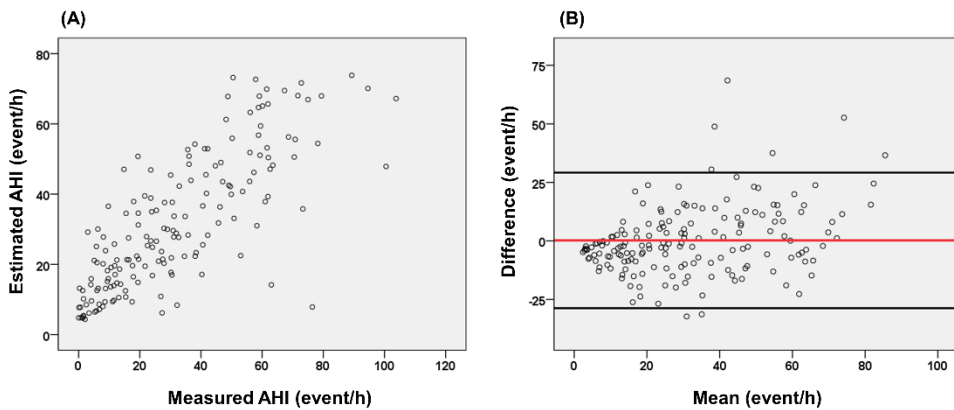 (A)
Estimated AHI (event/h)
80
60
40
20
0
0 20 40 60 80 100 120
Measured AHI (event/h)
(B)
Difference (event/h)
75
50
25
0
-25
0 20 40 60 80 100
Mean (event/h)